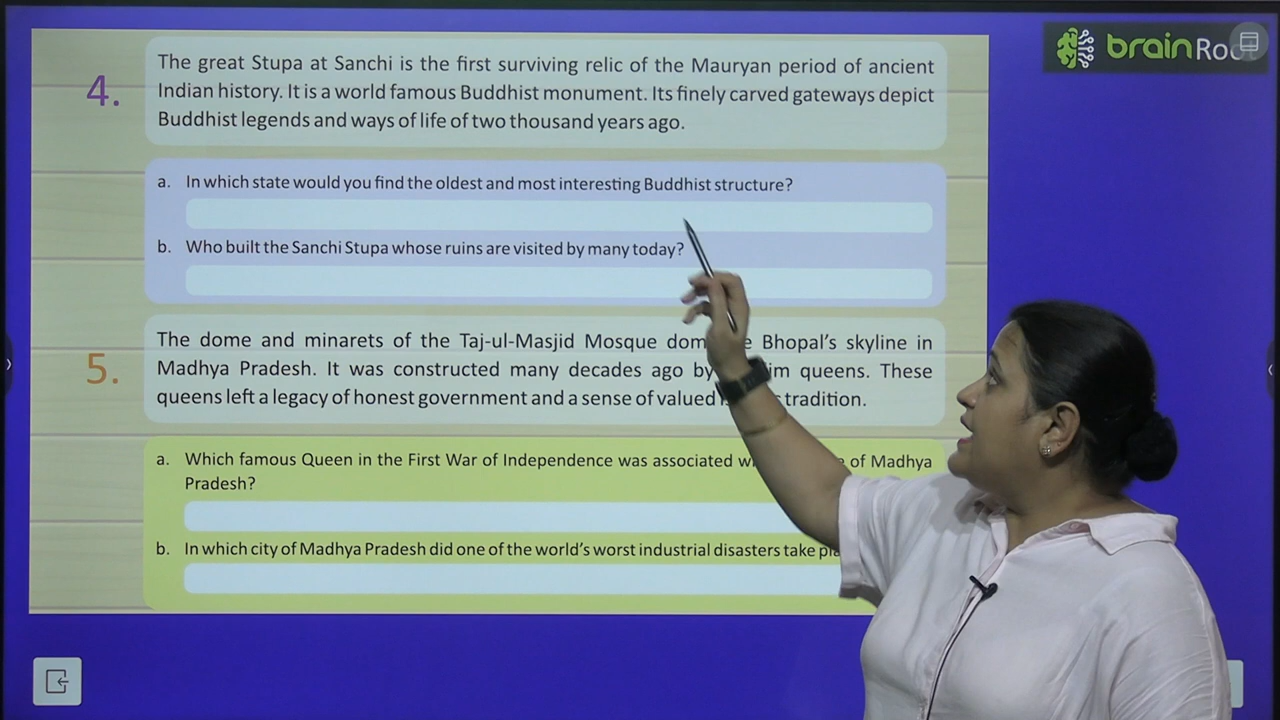 brainRo
4.
The great Stupa at Sanchi is the first surviving relic of the Mauryan period of ancient
Indian history. It is a world famous Buddhist monument. Its finely carved gateways depict
Buddhist legends and ways of life of two thousand years ago.
a. In which state would you find the oldest and most interesting Buddhist structure?
b. Who built the Sanchi Stupa whose ruins are visited by many today?
5.
The dome and minarets of the Taj-ul-Masjid Mosque dom e Bhopal's skyline in
Madhya Pradesh. It was constructed many decades ago by im queens. These
queens left a legacy of honest government and a sense of valued tradition.
a. Which famous Queen in the First War of Independence was associated w of Madhya
Pradesh?
b. In which city of Madhya Pradesh did one of the world's worst industrial disasters take pla